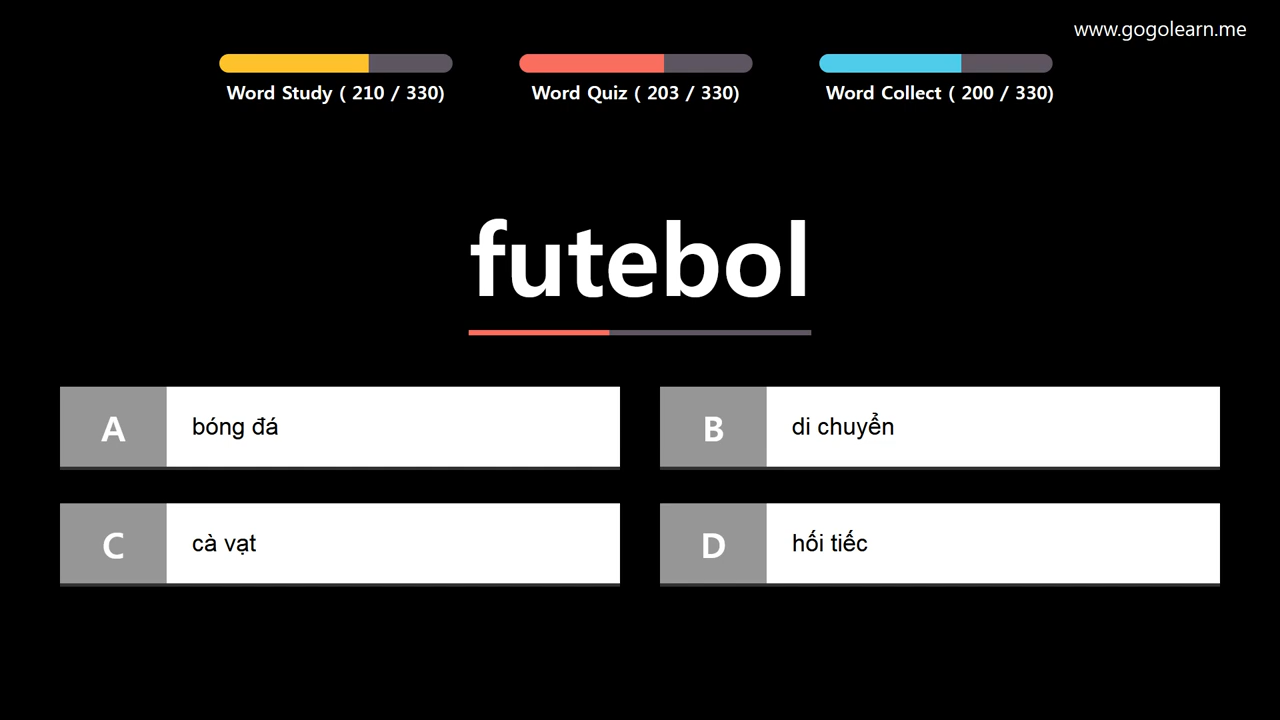 www.gogolearn.me
Word Study ( 210 / 330)
Word Quiz ( 203 / 330)
Word Collect ( 200 / 330)
futebol
A
bóng đá
B
di chuyển
C
cà vạt
D
hối tiếc